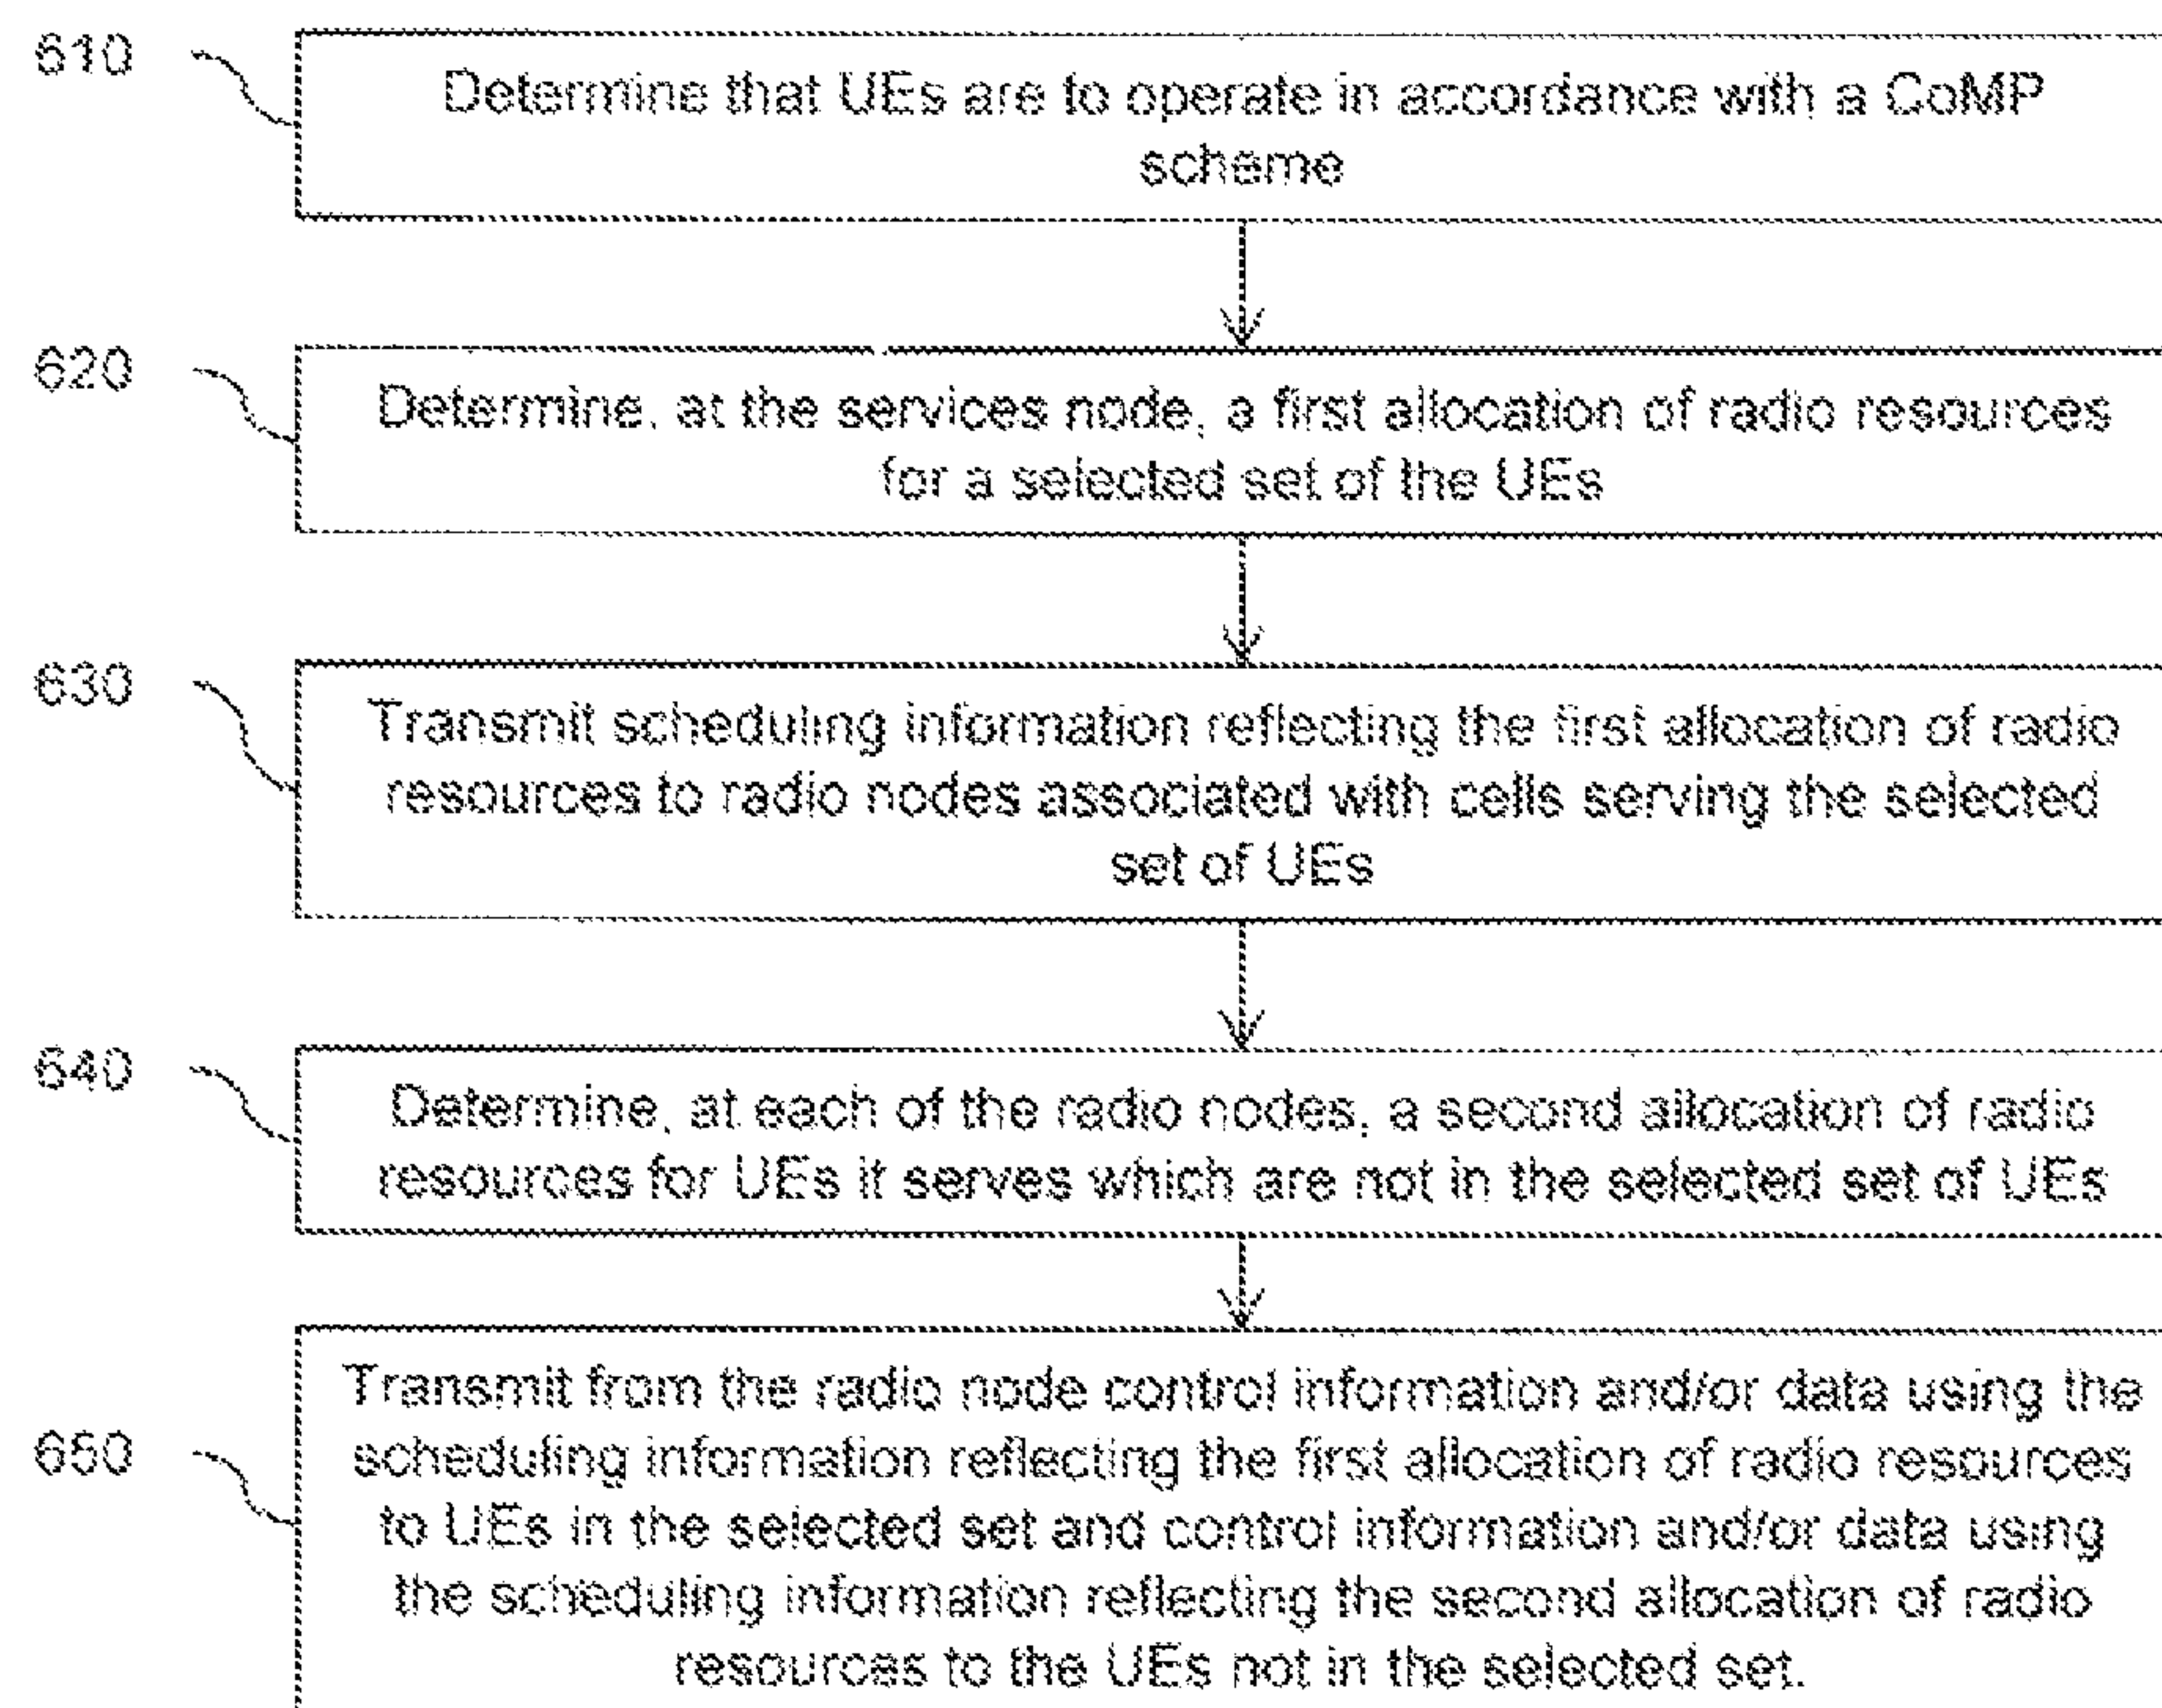 610
Determine that UEs are to operate in accordance with a CoMP
scheme
620
Determine, at the services node, a first allocation of radio resources
for a selected set of the UEs
630
Transmit scheduling information reflecting the first allocation of radio
resources to radio nodes associated with cells serving the selected
set of UEs
640
Determine, at each of the radio nodes, a second allocation of radio
resources for UEs it serves which are not in the selected set of UEs
650
Transmit from the radio node control information and/or data using the
scheduling information reflecting the first allocation of radio resources
to UEs in the selected set and control information and/or data using
the scheduling information reflecting the second allocation of radio
resources to the UEs not in the selected set.